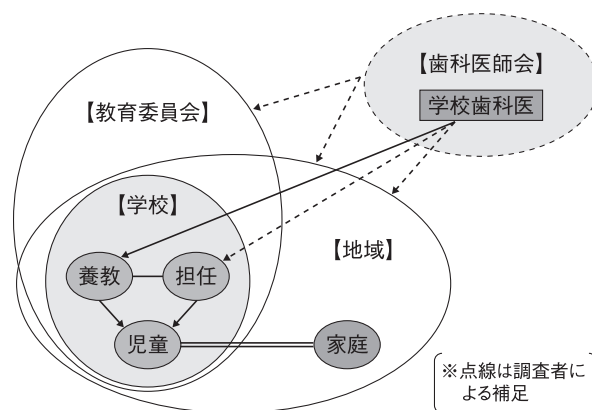 【歯科医師会】
学校歯科医
【教育委員会】
【学校】
【地域】
養教
担任
児童
家庭
※点線は調査者に
よる補足